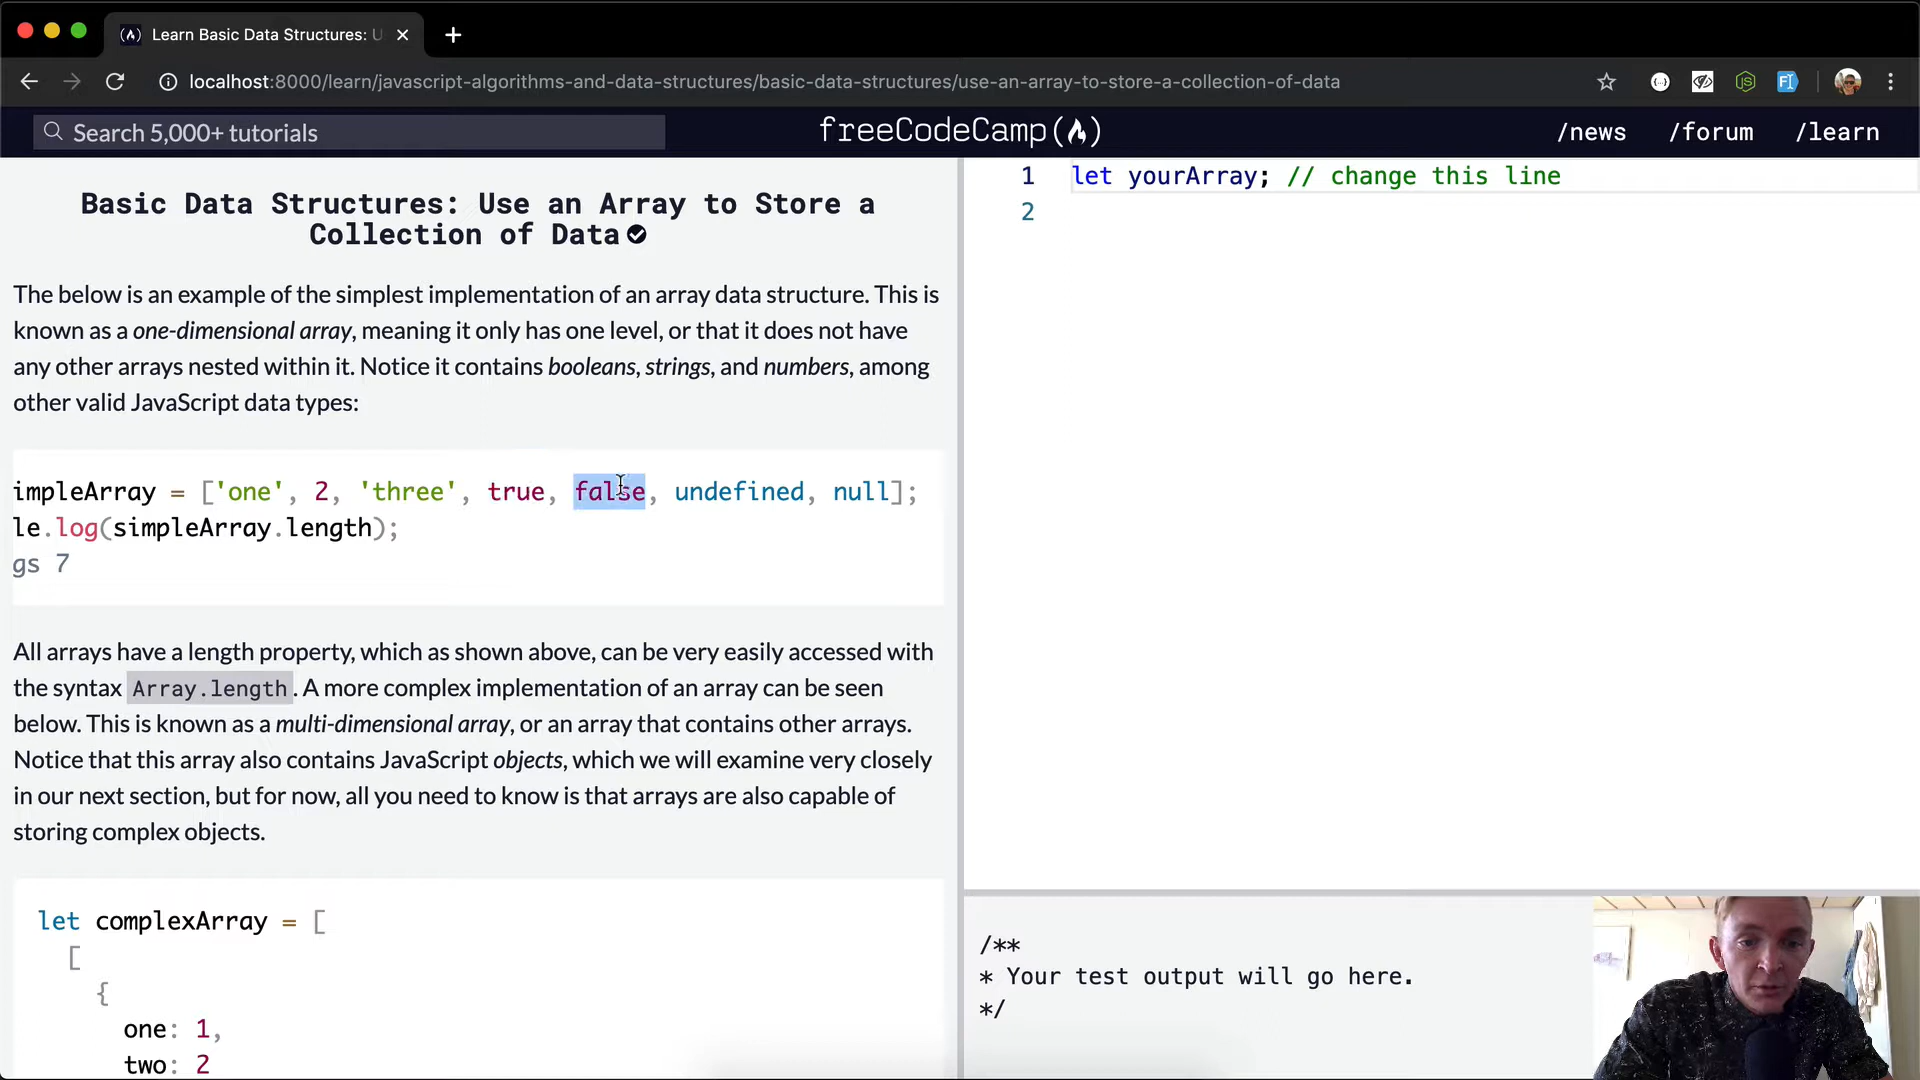 Learn Basic Data Structures: U
localhost:8000/learn/javascript-algorithms-and-data-structures/basic-data-structures/use-an-array-to-store-a-collection-of-data
Search 5,000+ tutorials
freeCodeCamp
/news
/forum
/learn
Basic Data Structures: Use an Array to Store a
Collection of Data
The below is an example of the simplest implementation of an array data structure. This is
known as a one-dimensional array, meaning it only has one level, or that it does not have
any other arrays nested within it. Notice it contains booleans, strings, and numbers, among
other valid JavaScript data types:
impleArray = ['one', 2, 'three', true, false, undefined, null];
le.log(simpleArray.length);
gs 7
All arrays have a length property, which as shown above, can be very easily accessed with
the syntax Array.length. A more complex implementation of an array can be seen
below. This is known as a multi-dimensional array, or an array that contains other arrays.
Notice that this array also contains JavaScript objects, which we will examine very closely
in our next section, but for now, all you need to know is that arrays are also capable of
storing complex objects.
let complexArray = [
[
{
one: 1,
two: 2
1 let yourArray; // change this line
2
/**
* Your test output will go here.
*/